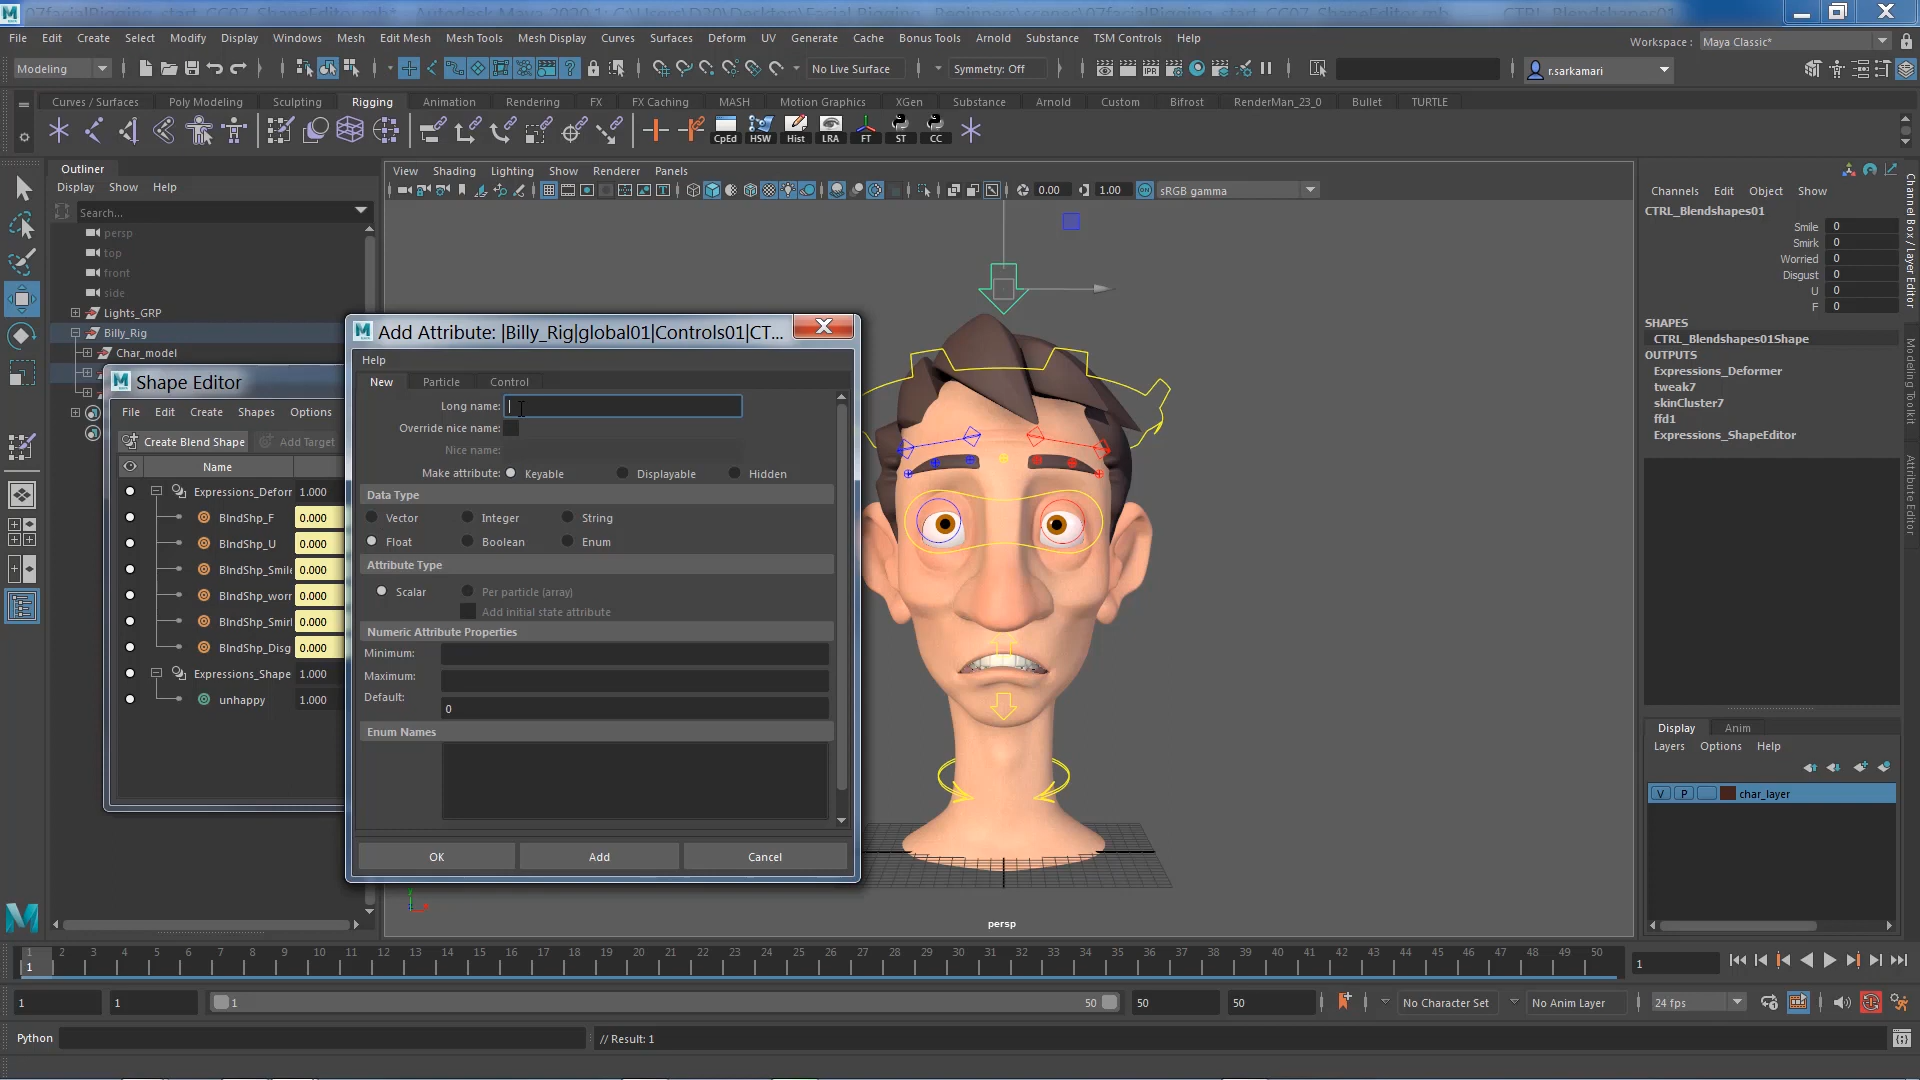 File Edit Create Select Modify Display Windows Mesh Edit Mesh Mesh Tools Mesh Display Curves Surfaces Deform UV Generate Cache Bonus Tools Arnold Substance TSM Controls Help
Workspace : Maya Classic*
Modeling No Live Surface Symmetry: Off r.sarkamari
Curves / Surfaces Poly Modeling Sculpting Rigging Animation Rendering FX FX Caching MASH Motion Graphics XGen Substance Arnold Custom Bifrost RenderMan_23_0 Bullet TURTLE
CpEd HSW Hist LRA FT ST CC
Outliner
Display Show Help
Search...
persp
top
front
side
Lights_GRP
Billy_Rig
Char_model
View Shading Lighting Show Renderer Panels
0.00 1.00 sRGB gamma
persp
Shape Editor
File Edit Create Shapes Options
Create Blend Shape Add Target
Name
Expressions_Deforr 1.000
BlndShp_F 0.000
BlndShp_U 0.000
BlndShp_Smile 0.000
BlndShp_worr 0.000
BlndShp_Smirl 0.000
BlndShp_Disg 0.000
Expressions_Shape 1.000
unhappy 1.000
Add Attribute: |Billy_Rig|global01|Controls01|CT...
Help
New Particle Control
Long name:
Override nice name:
Nice name:
Make attribute: Keyable Displayable Hidden
Data Type
Vector Integer String
Float Boolean Enum
Attribute Type
Scalar Per particle (array)
Add initial state attribute
Numeric Attribute Properties
Minimum:
Maximum:
Default:
0
Enum Names
OK Add Cancel
Channels Edit Object Show
CTRL_Blendshapes01
Smile 0
Smirk 0
Worried 0
Disgust 0
U 0
F 0
SHAPES
CTRL_Blendshapes01Shape
OUTPUTS
Expressions_Deformer
tweak7
skinCluster7
ffd1
Expressions_ShapeEditor
Display Anim
Layers Options Help
V P char_layer
Channel Box / Layer Editor
Modeling Toolkit
Attribute Editor
1 2 3 4 5 6 7 8 9 10 11 12 13 14 15 16 17 18 19 20 21 22 23 24 25 26 27 28 29 30 31 32 33 34 35 36 37 38 39 40 41 42 43 44 45 46 47 48 49 50
1 1
1 1 1 50 50 50 No Character Set No Anim Layer 24 fps
Python // Result: 1